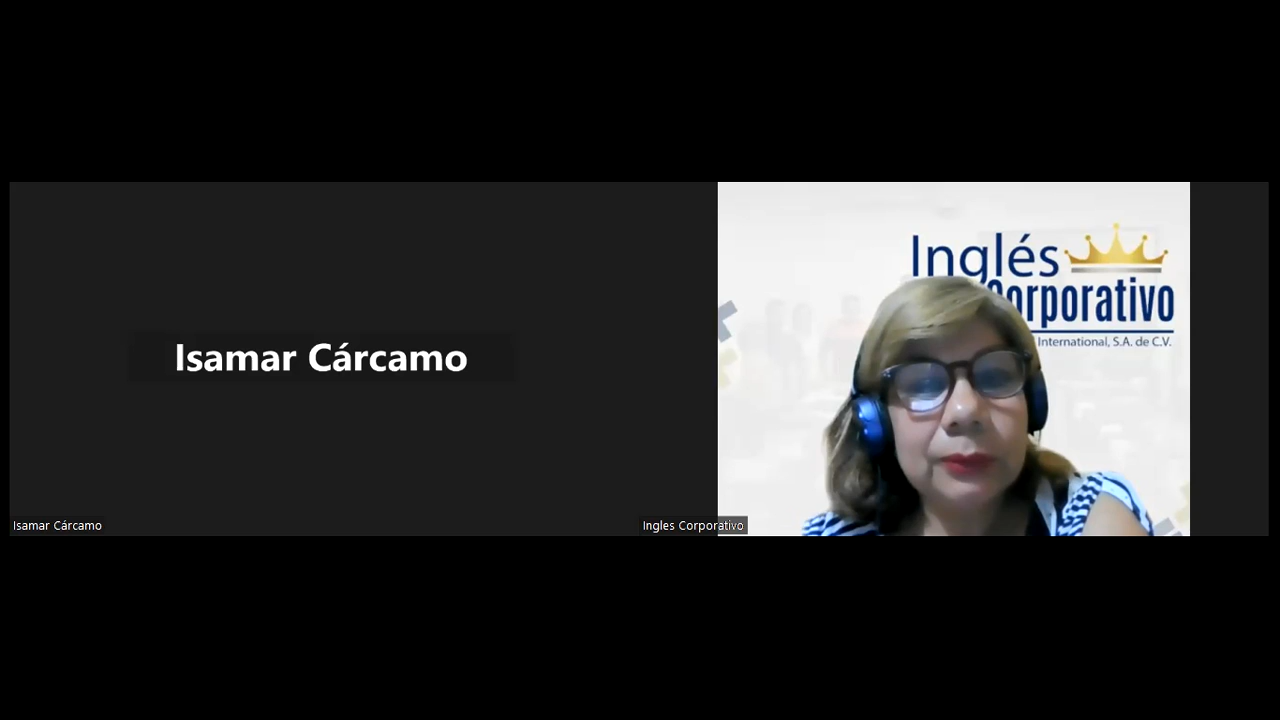 Isamar Cárcamo
Isamar Cárcamo
Inglés
Corporativo
International, S.A. de C.V.
Ingles Corporativo